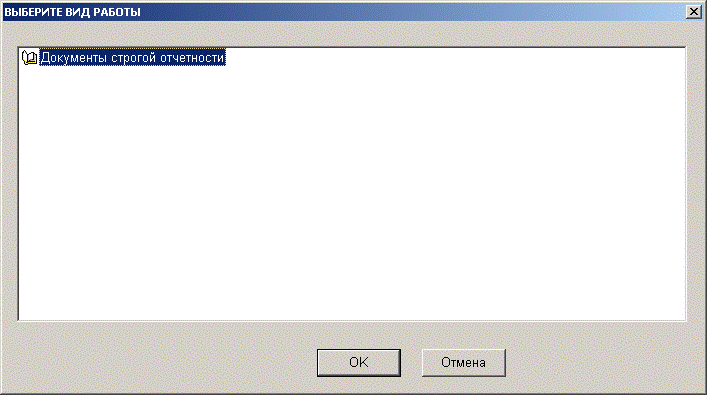 ВЫБЕРИТЕ ВИД РАБОТЫ
Документы строгой отчетности
OK
Отмена